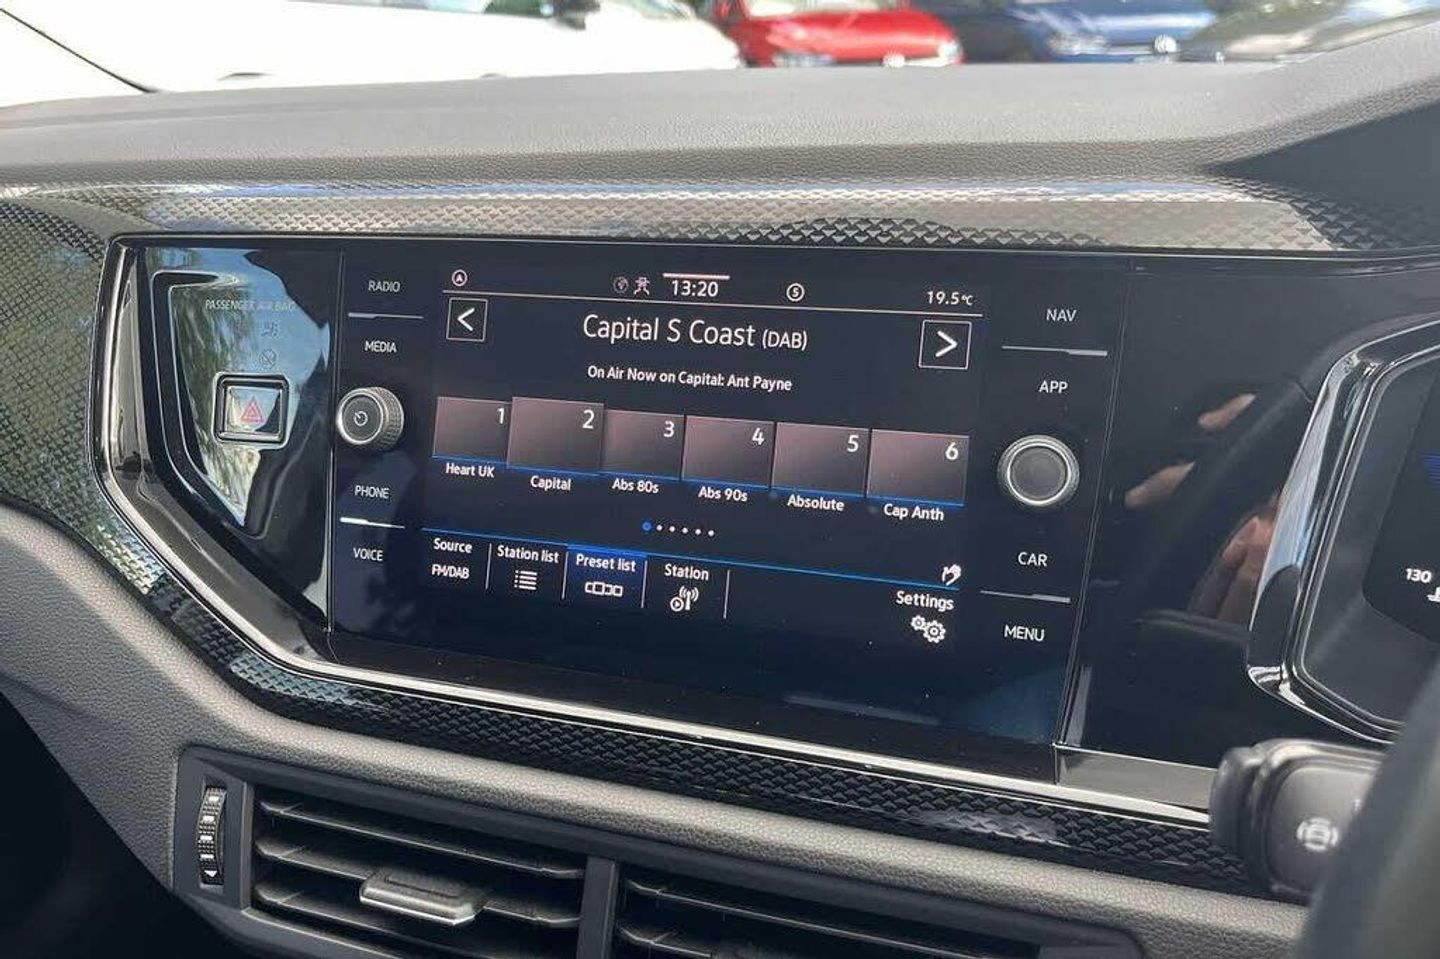 PASSENGER AIR BAG
RADIO
MEDIA
PHONE
VOICE
A
13:20
S
19.5°C
<
Capital S Coast (DAB)
>
On Air Now on Capital: Ant Payne
1
2
3
4
5
6
Heart UK
Capital
Abs 80s
Abs 90s
Absolute
Cap Anth
Source
FM/DAB
Station list
Preset list
Station
Settings
NAV
APP
CAR
MENU
130